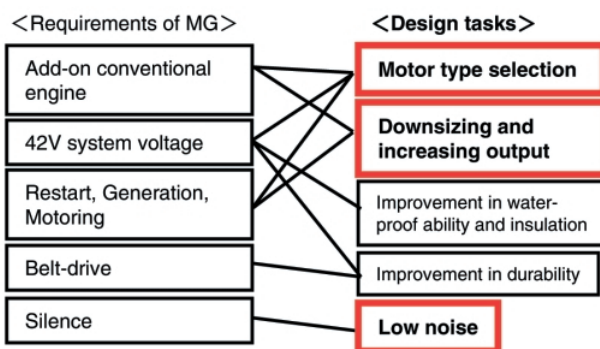 <Requirements of MG>
Add-on conventional
engine
42V system voltage
Restart, Generation,
Motoring
Belt-drive
Silence
<Design tasks>
Motor type selection
Downsizing and
increasing output
Improvement in water-
proof ability and insulation
Improvement in durability
Low noise